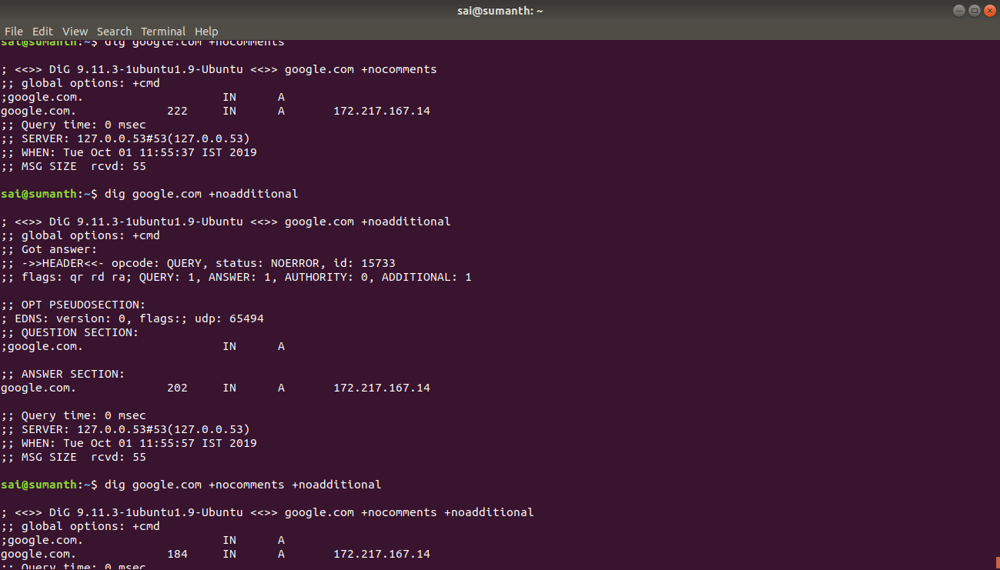 sai@sumanth: ~
File Edit View Search Terminal Help
sai@sumanth:~$ dig google.com +nocomments
; <<>> DiG 9.11.3-1ubuntu1.9-Ubuntu <<>> google.com +nocomments
;; global options: +cmd
;google.com. IN A
google.com. 222 IN A 172.217.167.14
;; Query time: 0 msec
;; SERVER: 127.0.0.53#53(127.0.0.53)
;; WHEN: Tue Oct 01 11:55:37 IST 2019
;; MSG SIZE rcvd: 55
sai@sumanth:~$ dig google.com +noadditional
; <<>> DiG 9.11.3-1ubuntu1.9-Ubuntu <<>> google.com +noadditional
;; global options: +cmd
;; Got answer:
;; ->>HEADER<<- opcode: QUERY, status: NOERROR, id: 15733
;; flags: qr rd ra; QUERY: 1, ANSWER: 1, AUTHORITY: 0, ADDITIONAL: 1
;; OPT PSEUDOSECTION:
; EDNS: version: 0, flags:; udp: 65494
;; QUESTION SECTION:
;google.com. IN A
;; ANSWER SECTION:
google.com. 202 IN A 172.217.167.14
;; Query time: 0 msec
;; SERVER: 127.0.0.53#53(127.0.0.53)
;; WHEN: Tue Oct 01 11:55:57 IST 2019
;; MSG SIZE rcvd: 55
sai@sumanth:~$ dig google.com +nocomments +noadditional
; <<>> DiG 9.11.3-1ubuntu1.9-Ubuntu <<>> google.com +nocomments +noadditional
;; global options: +cmd
;google.com. IN A
google.com. 184 IN A 172.217.167.14
;; Query time: 0 msec